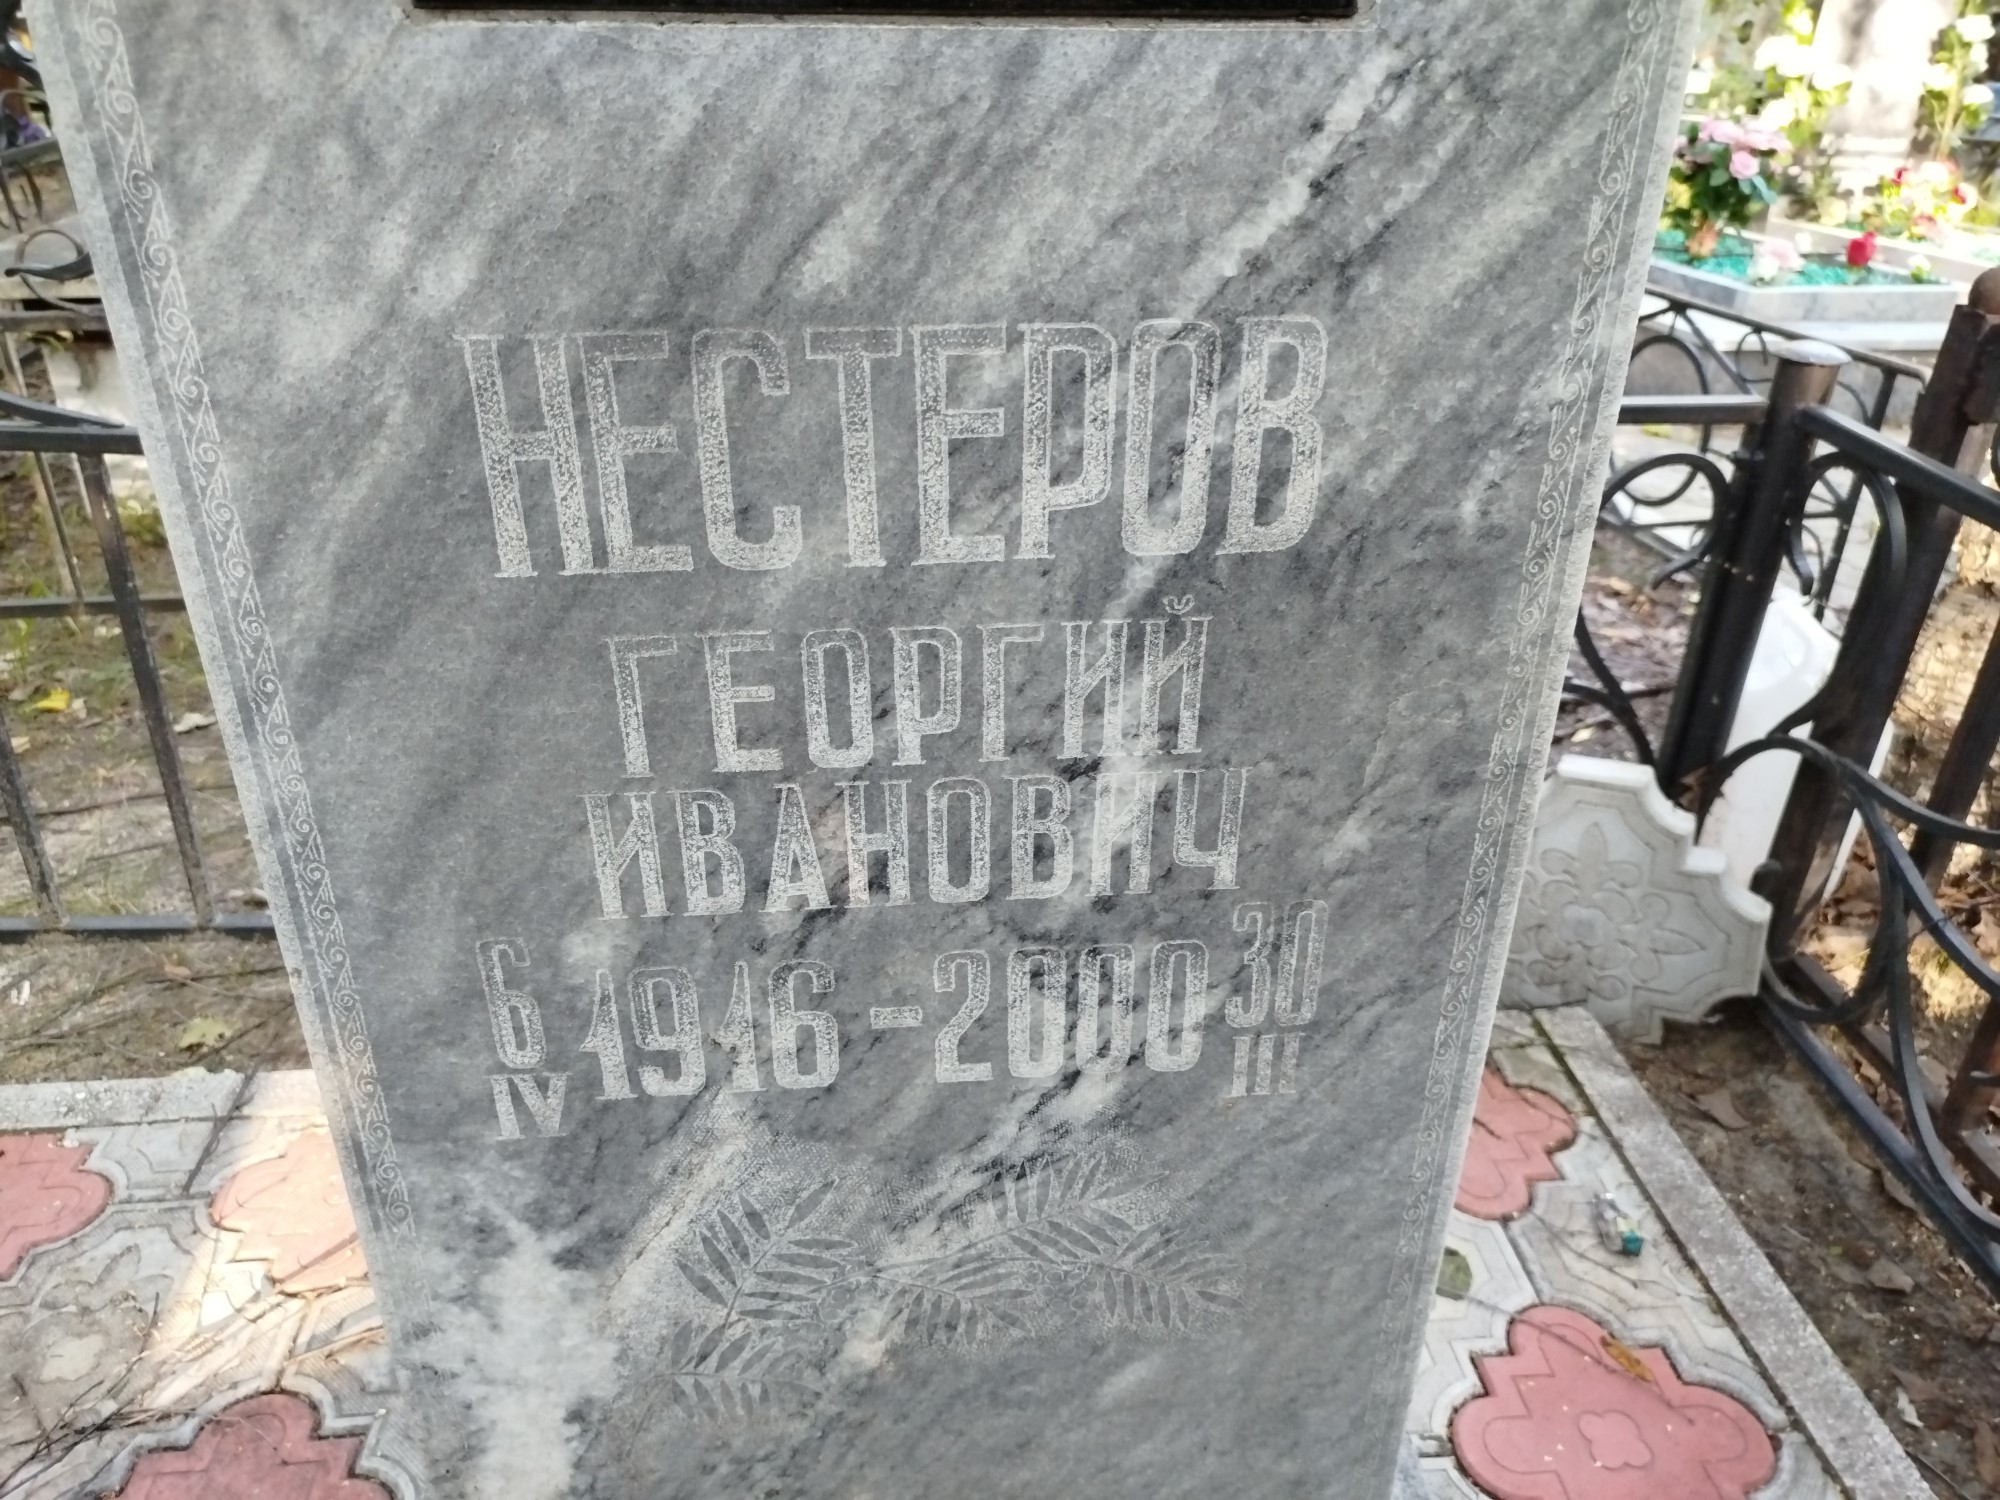 НЕСТЕРОВ
ГЕОРГИЙ
ИВАНОВИЧ
6 IV 1916-2000 30 III